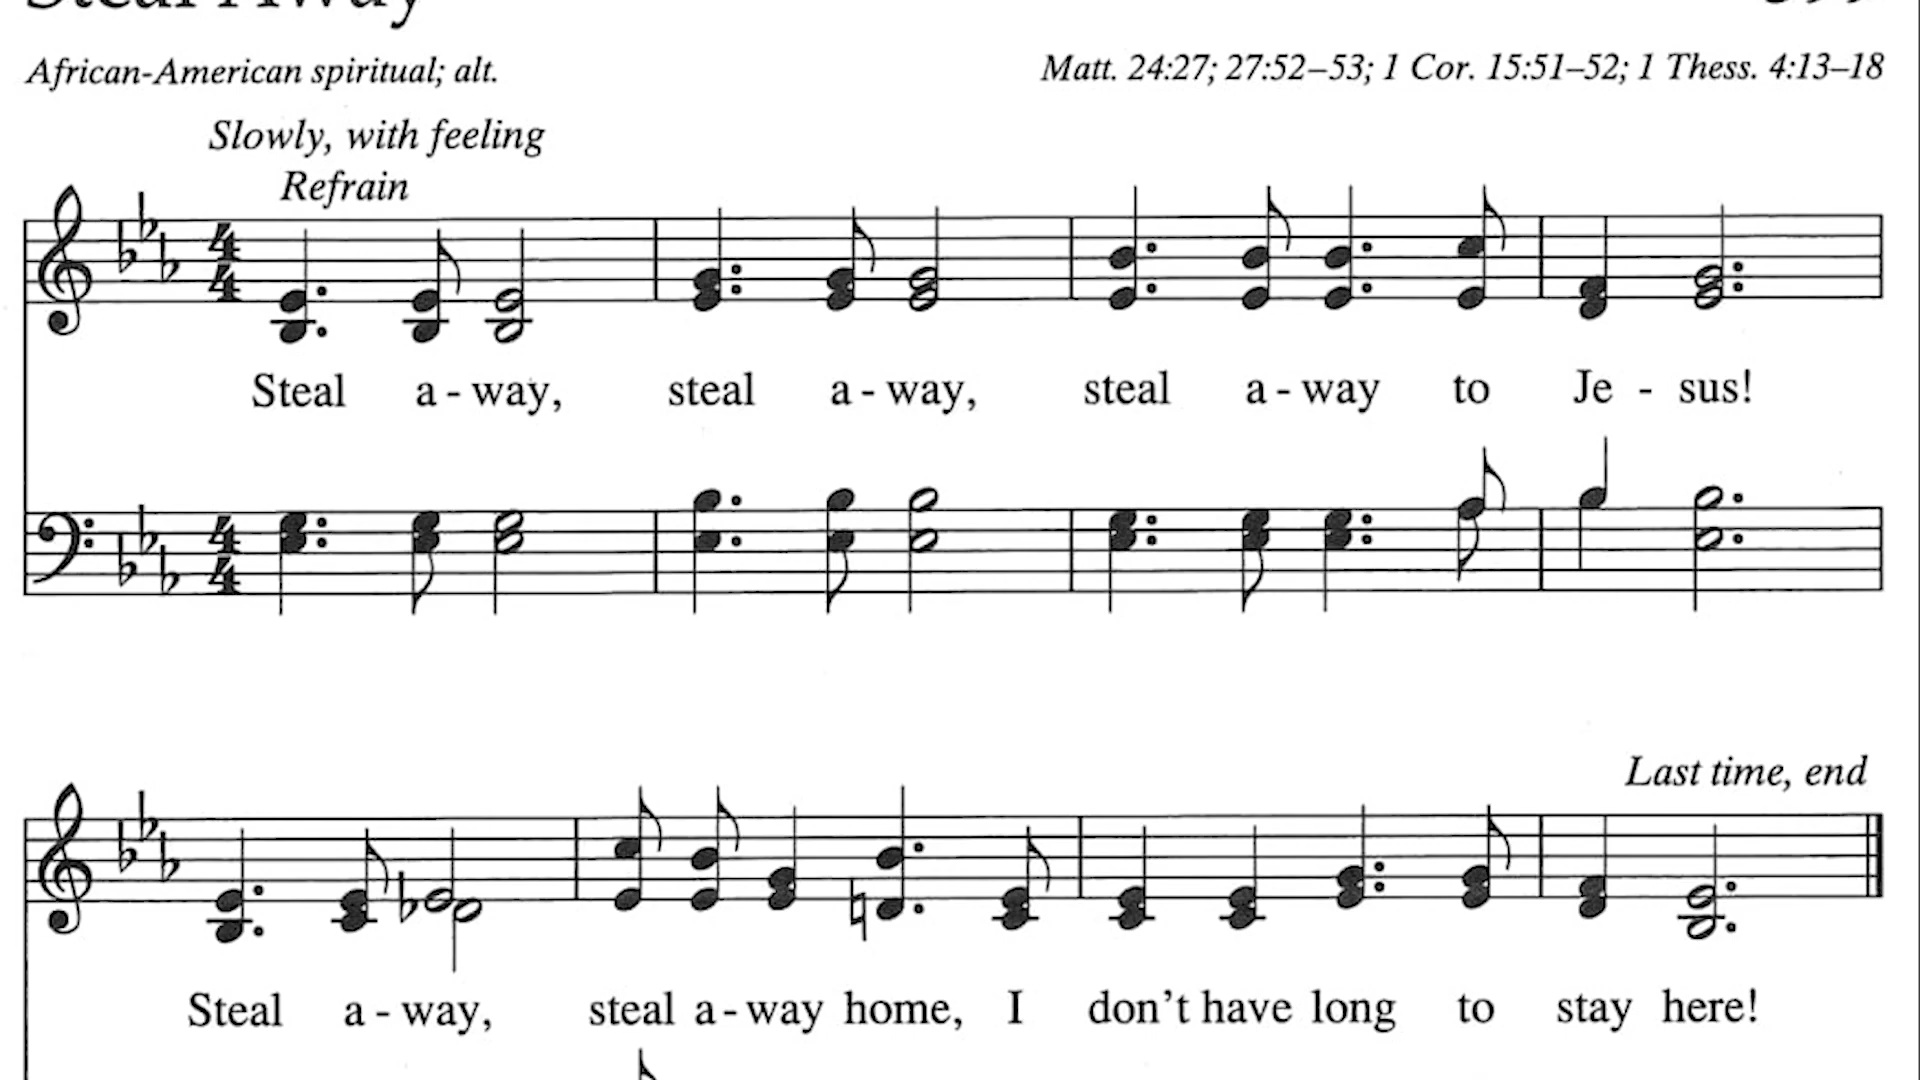 Steal Away
African-American spiritual; alt.
Matt. 24:27; 27:52–53; 1 Cor. 15:51–52; 1 Thess. 4:13–18
Slowly, with feeling
Refrain
Steal a - way, steal a - way, steal a - way to Je - sus!
Last time, end
Steal a - way, steal a - way home, I don't have long to stay here!